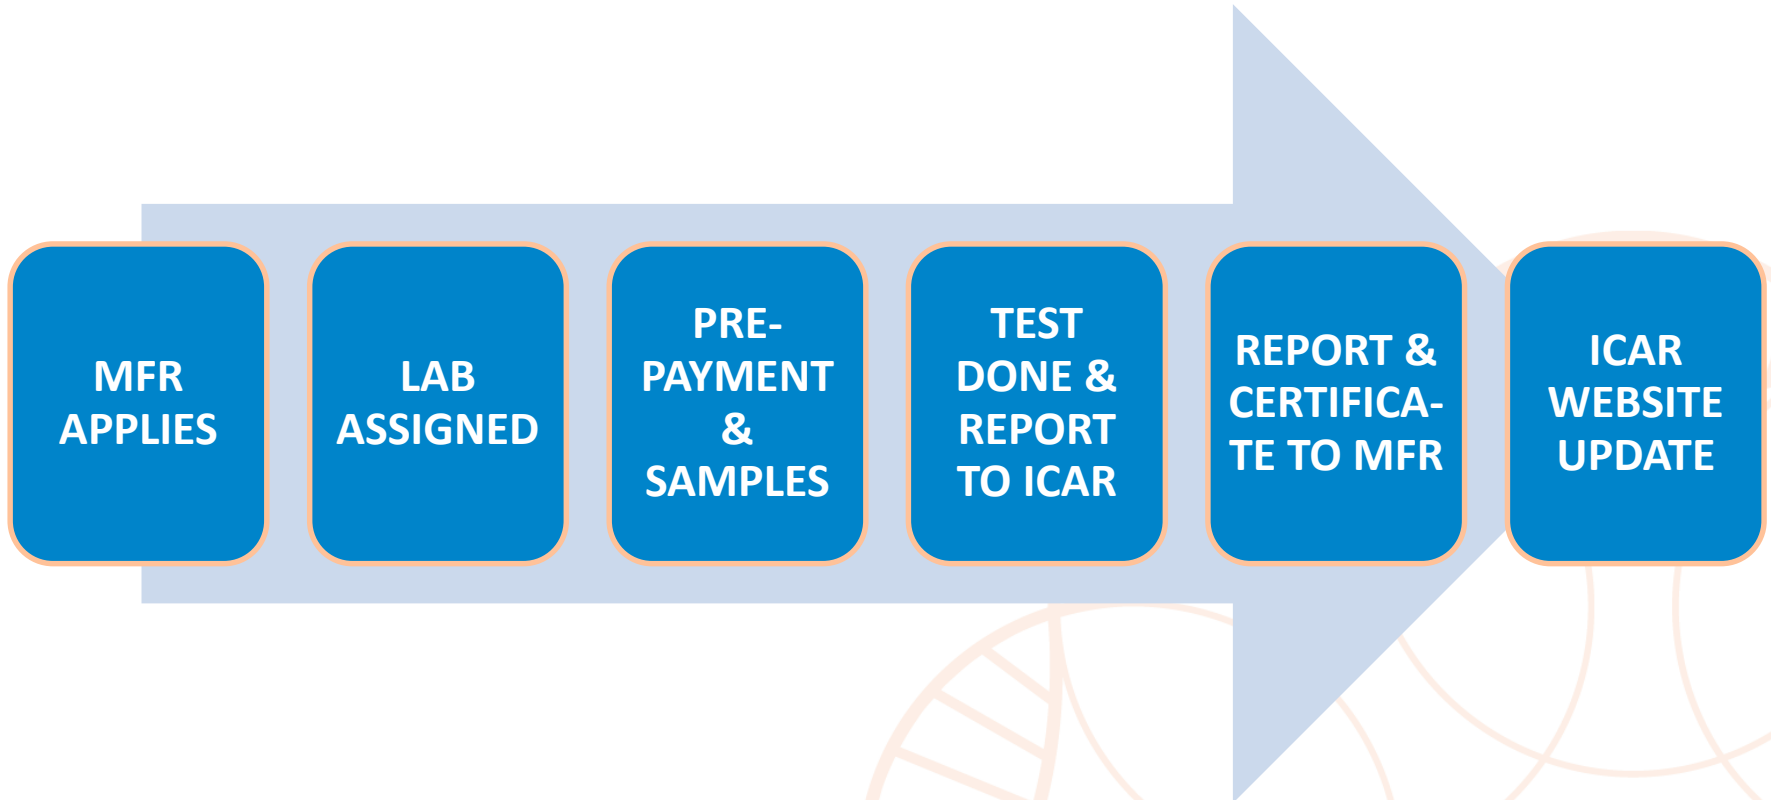 MFR
APPLIES
LAB
ASSIGNED
PRE-
PAYMENT
&
SAMPLES
TEST
DONE &
REPORT
TO ICAR
REPORT &
CERTIFICA-
TE TO MFR
ICAR
WEBSITE
UPDATE